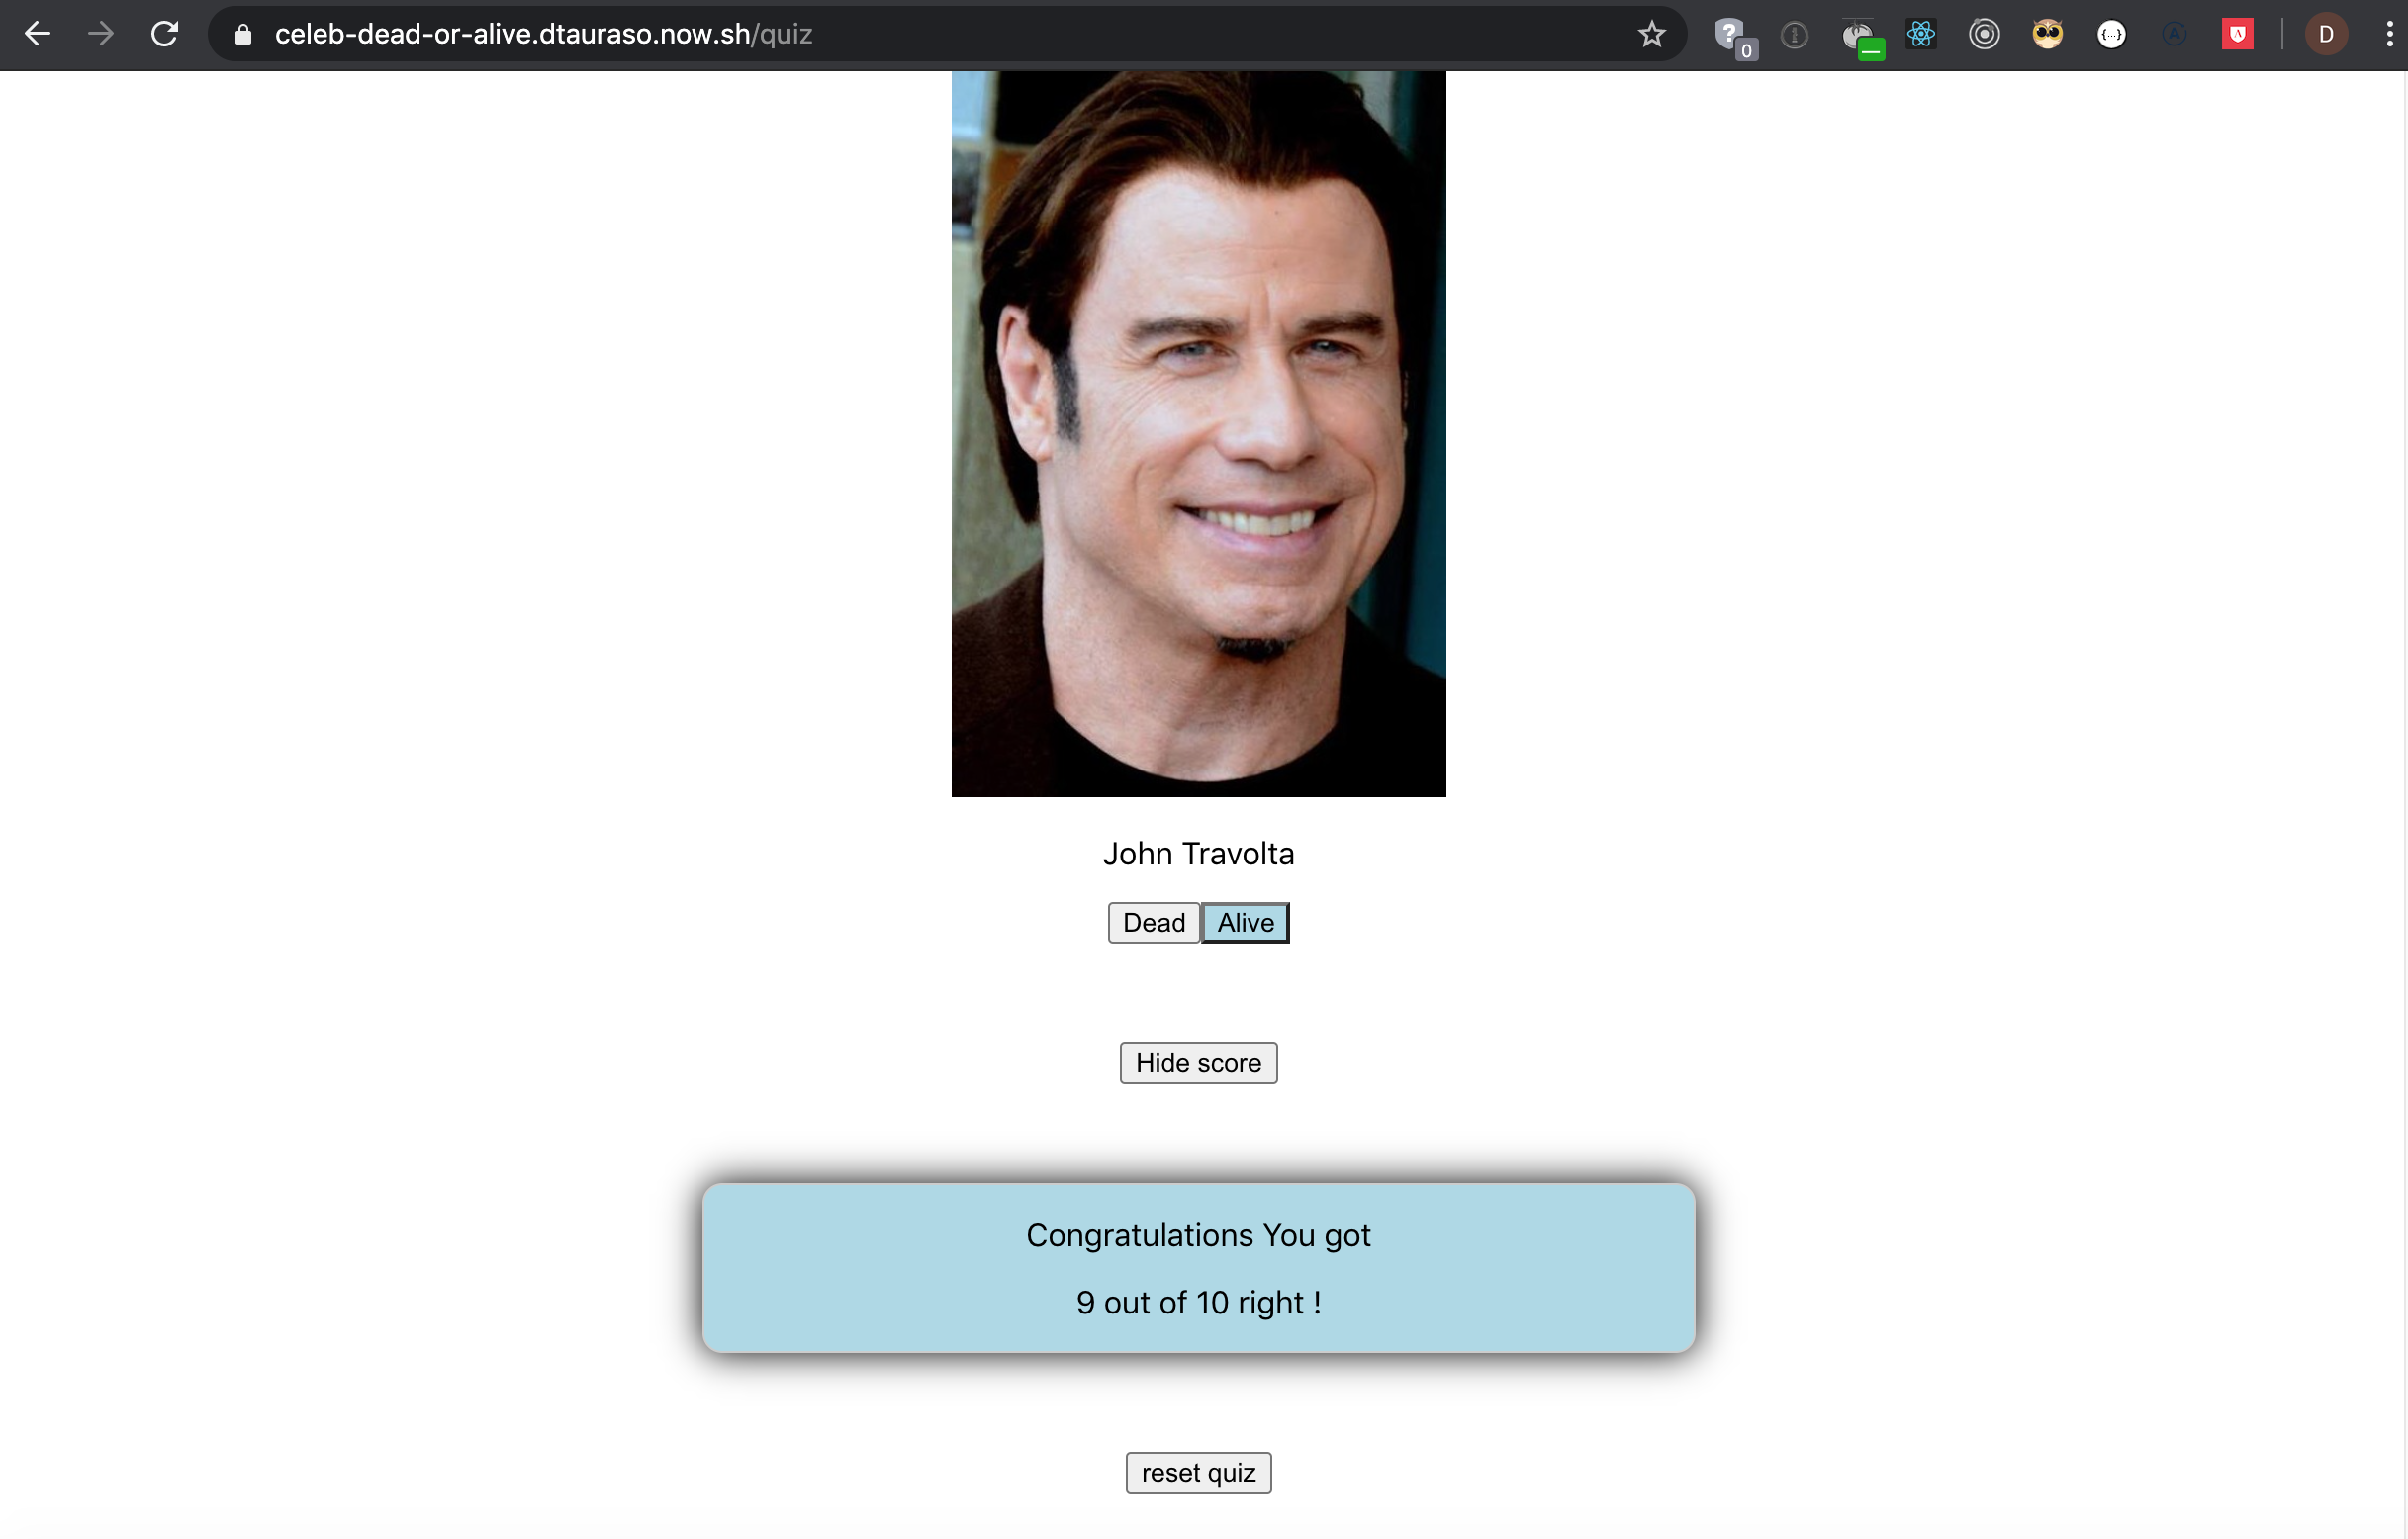 celeb-dead-or-alive.dtauraso.now.sh/quiz
0
D
John Travolta
Dead Alive
Hide score
Congratulations You got
9 out of 10 right !
reset quiz